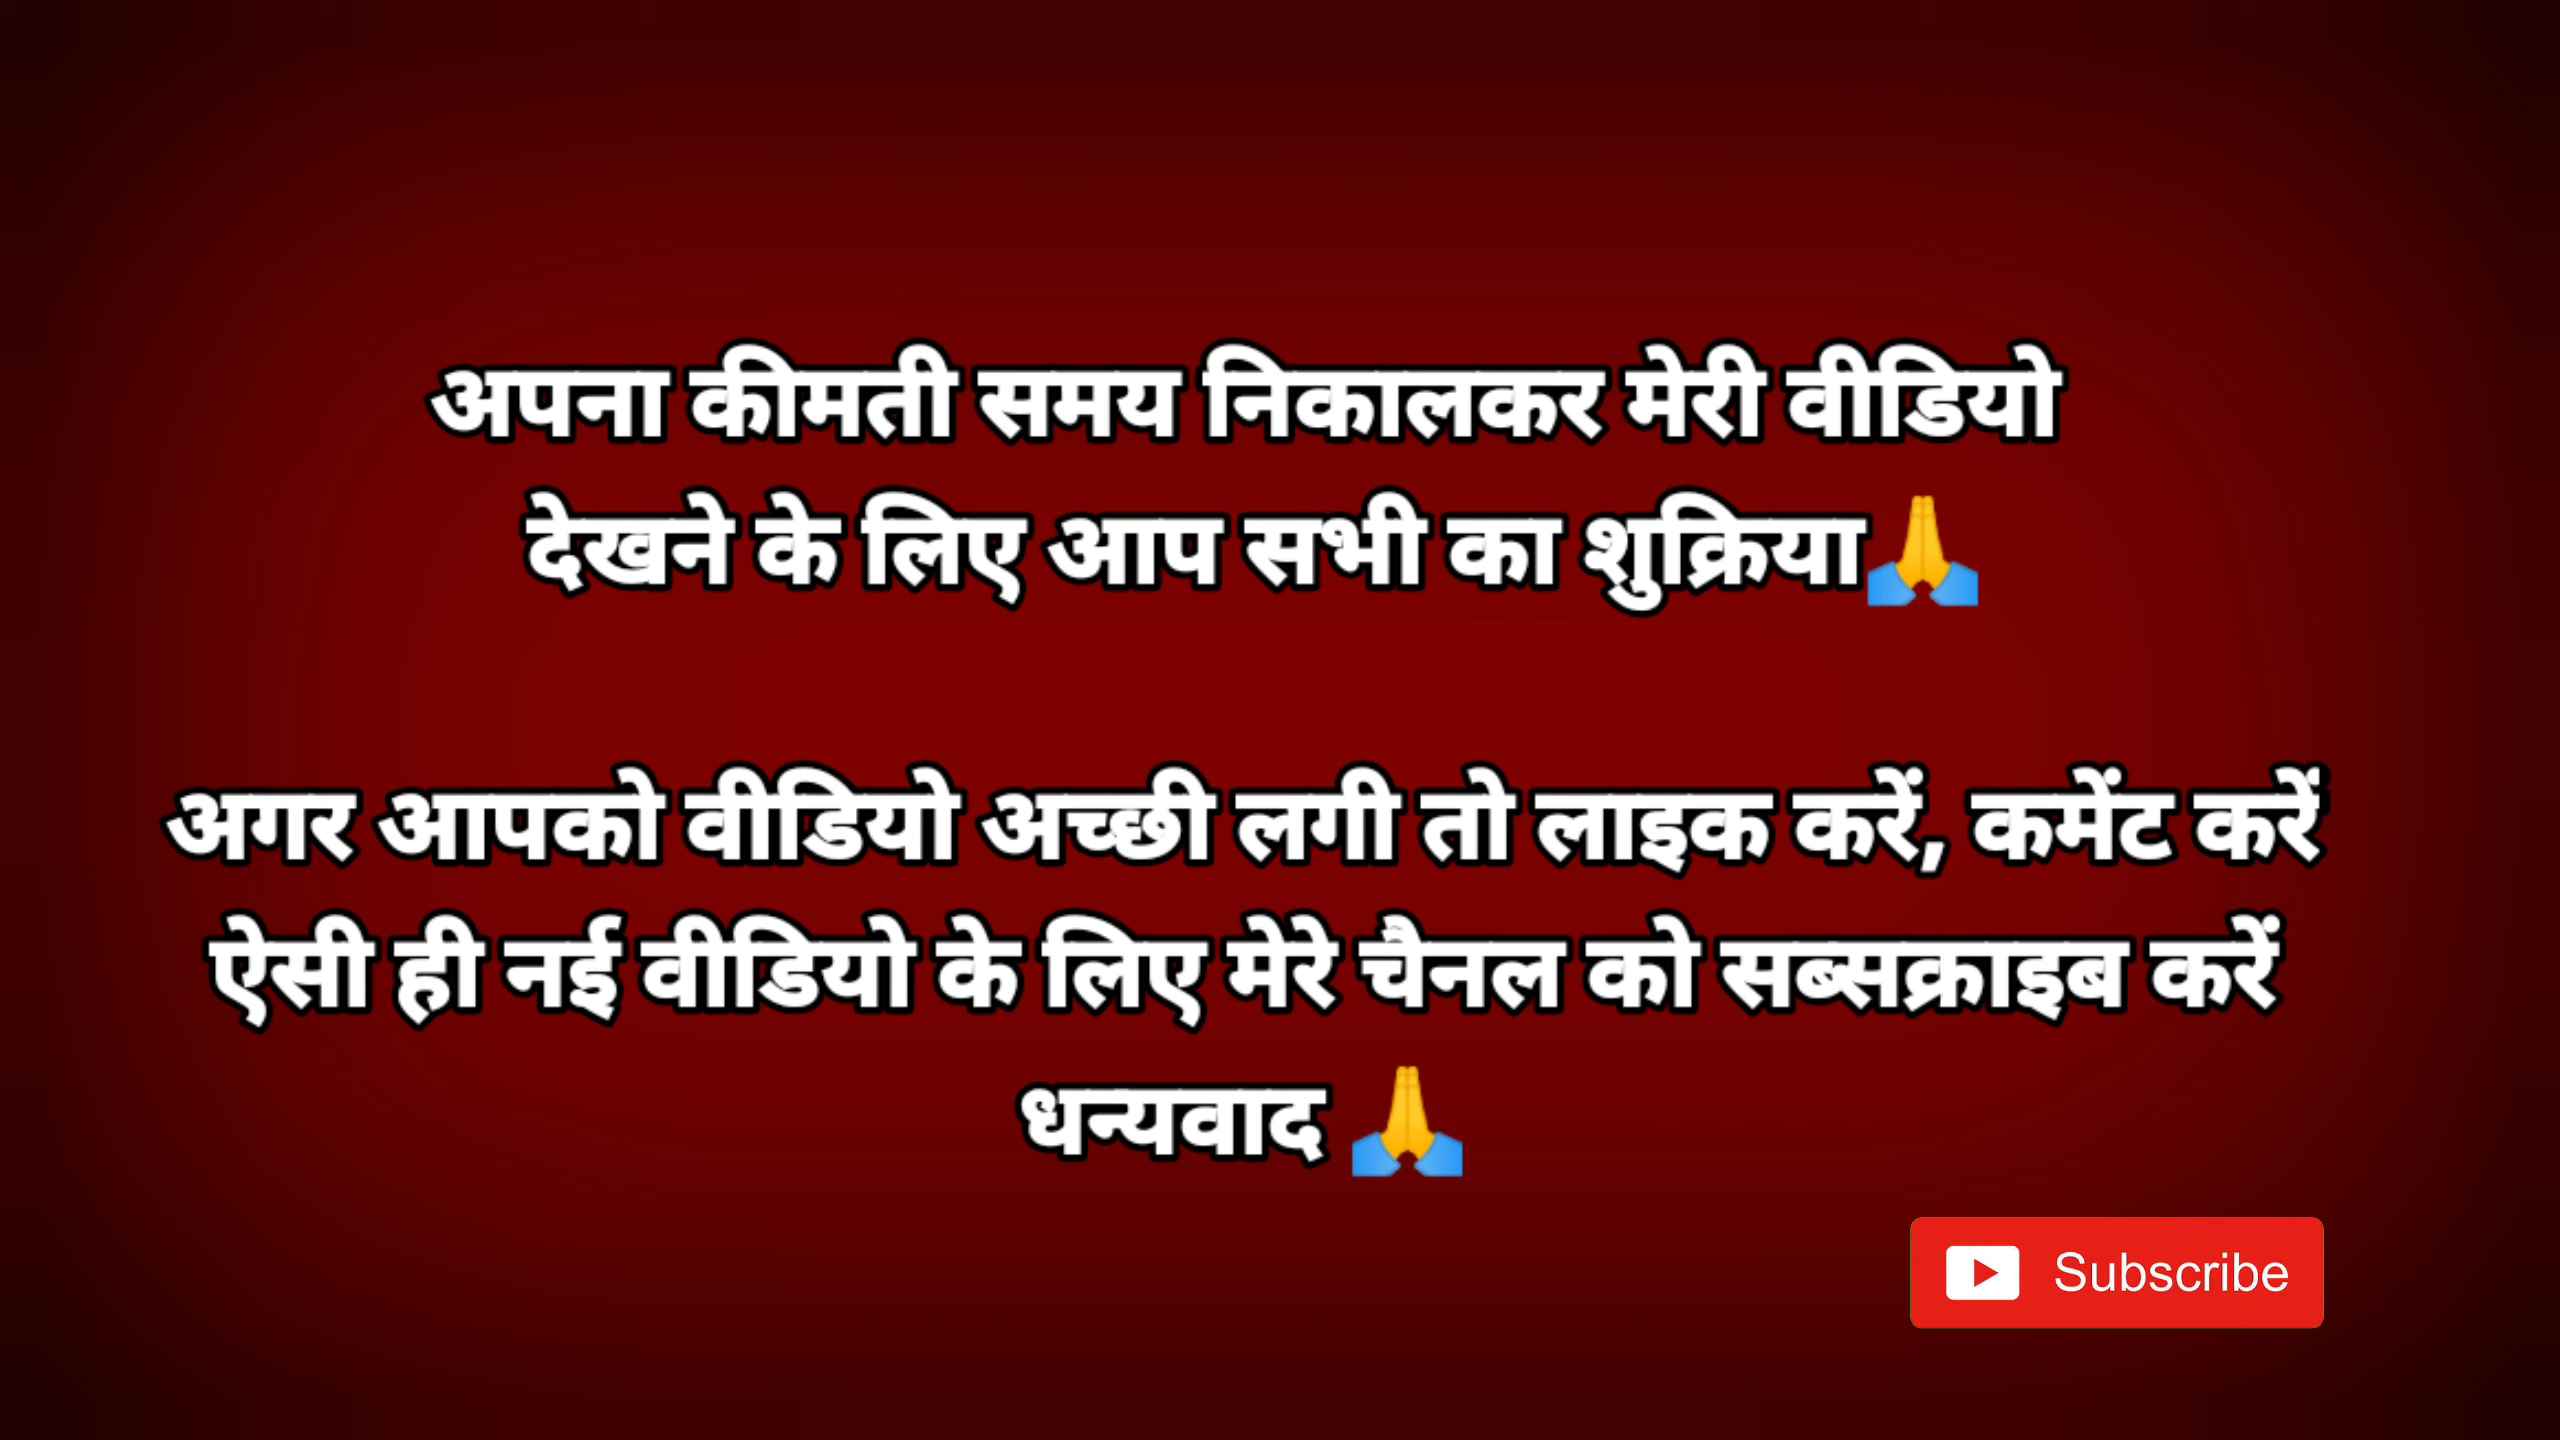 अपना कीमती समय निकालकर मेरी वीडियो
देखने के लिए आप सभी का शुक्रिया🙏
अगर आपको वीडियो अच्छी लगी तो लाइक करें, कमेंट करें
ऐसी ही नई वीडियो के लिए मेरे चैनल को सब्सक्राइब करें
धन्यवाद 🙏
Subscribe